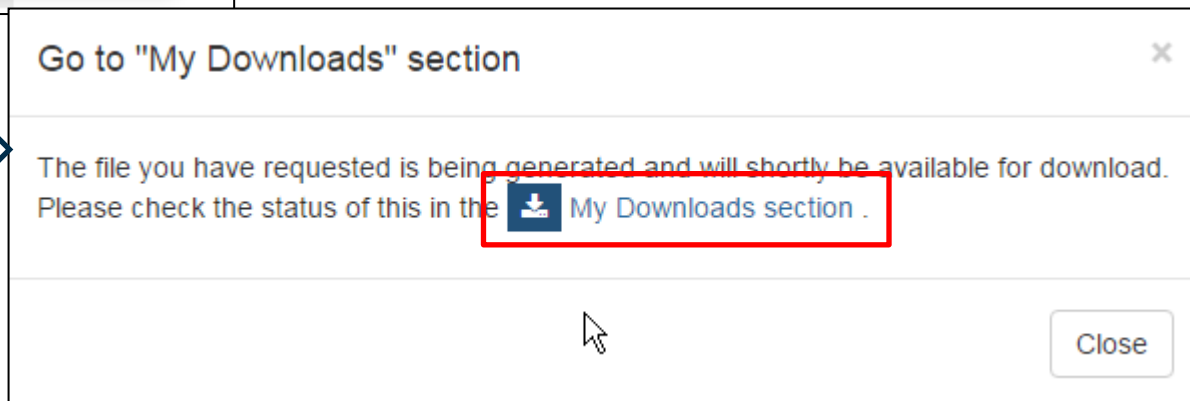 Go to "My Downloads" section
×
The file you have requested is being generated and will shortly be available for download.
Please check the status of this in the My Downloads section .
Close